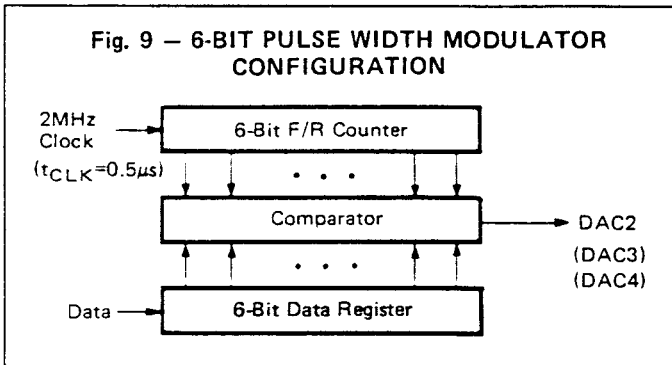 Fig. 9 – 6-BIT PULSE WIDTH MODULATOR
CONFIGURATION
2MHz
Clock
(tCLK=0.5μs)
6-Bit F/R Counter
• • •
Comparator
DAC2
(DAC3)
(DAC4)
• • •
Data
6-Bit Data Register